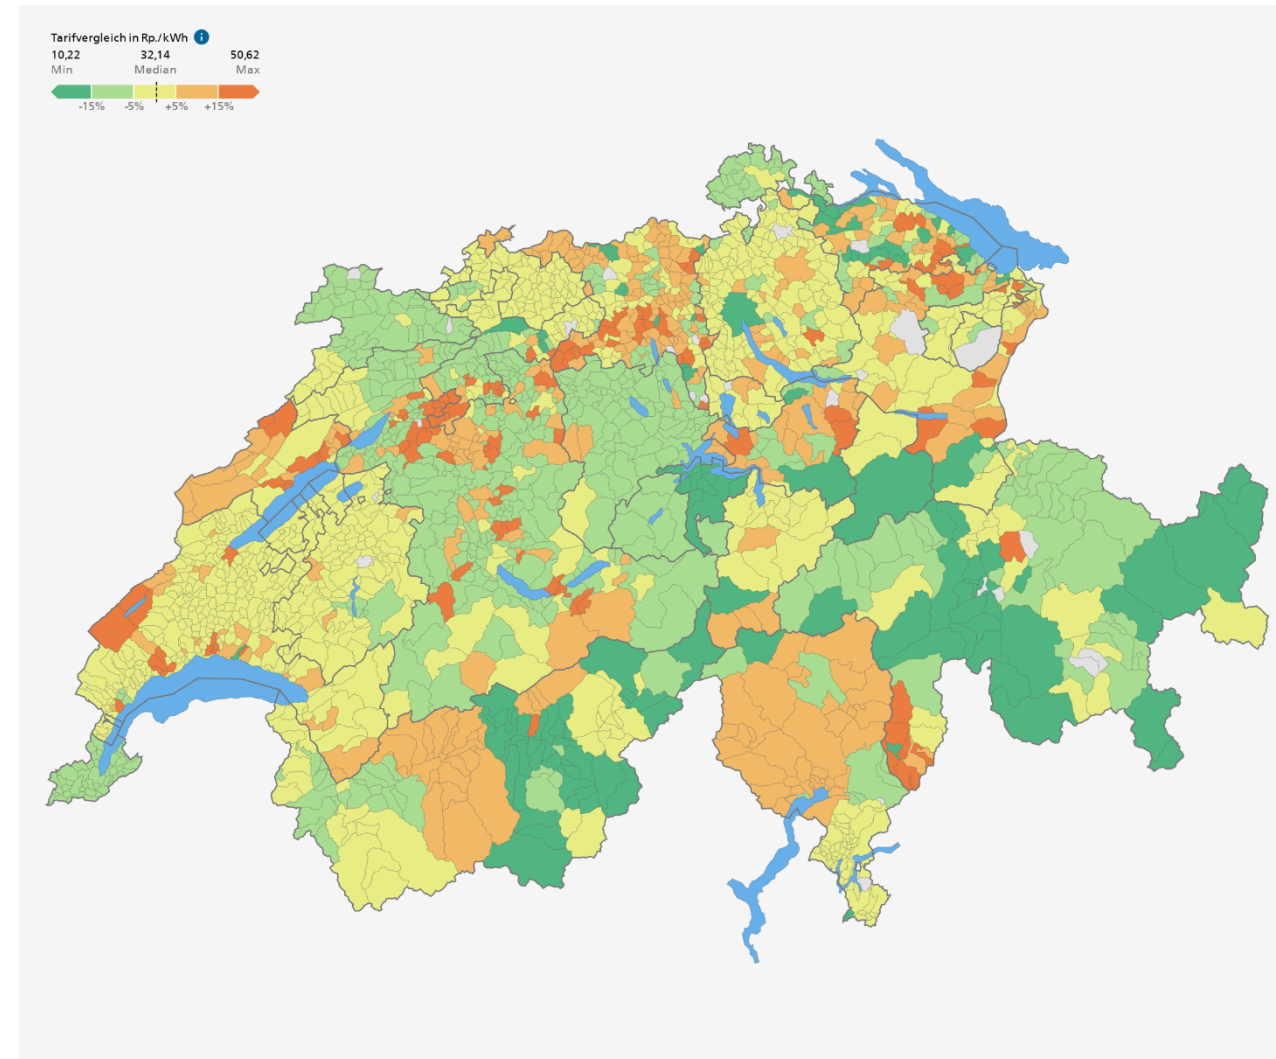 Tarifvergleich in Rp./kWh i
10,22 32,14 50,62
Min Median Max
-15% -5% +5% +15%